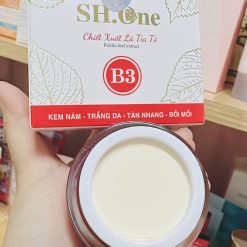 SH.One
Chiết Xuất Lá Tía Tô
Perilla leaf extract
B3
KEM NÁM - TRẮNG DA - TÀN NHANG - ĐỒI MỒI